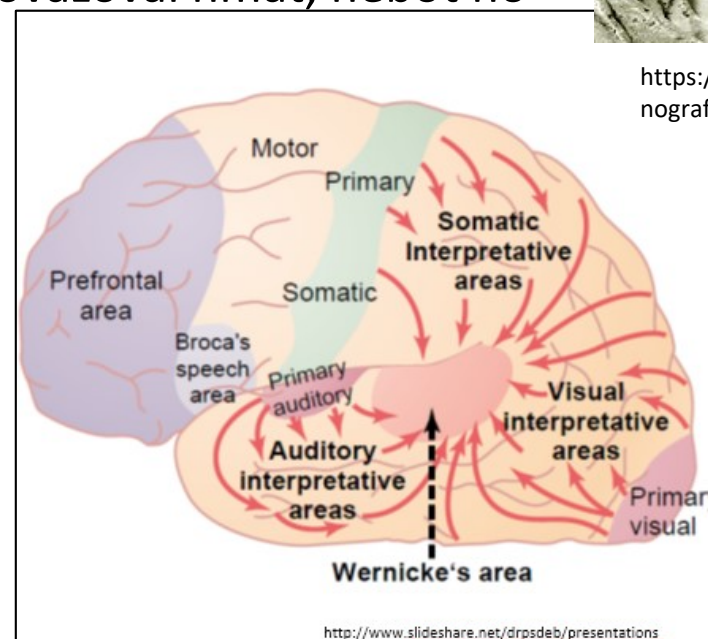 https:/
nograf
Motor
Primary
Somatic
Interpretative
areas
Prefrontal
area
Somatic
Broca's
speech
area
Primary
auditory
Visual
interpretative
areas
Auditory
interpretative
areas
Primary
visual
Wernicke's area
http://www.slideshare.net/drpsdeb/presentations